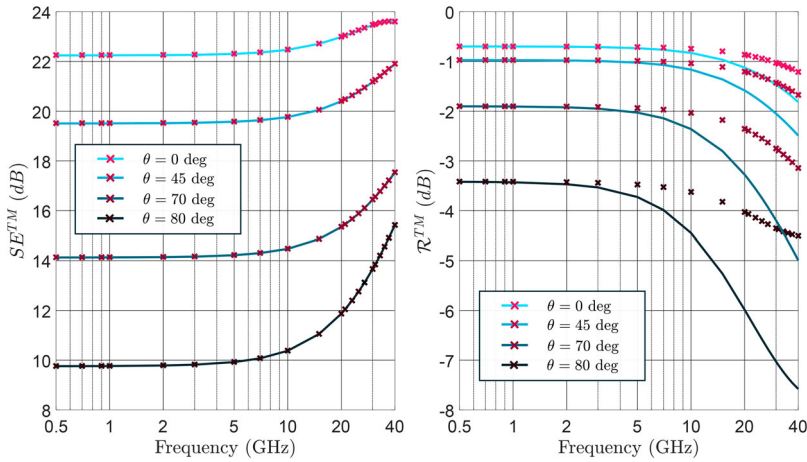 24
22
20
18
16
14
12
10
8
SE^{TM} (dB)
θ = 0 deg
θ = 45 deg
θ = 70 deg
θ = 80 deg
0.5 1 2 5 10 20 40
Frequency (GHz)
0
-1
-2
-3
-4
-5
-6
-7
-8
ℛ^{TM} (dB)
θ = 0 deg
θ = 45 deg
θ = 70 deg
θ = 80 deg
0.5 1 2 5 10 20 40
Frequency (GHz)